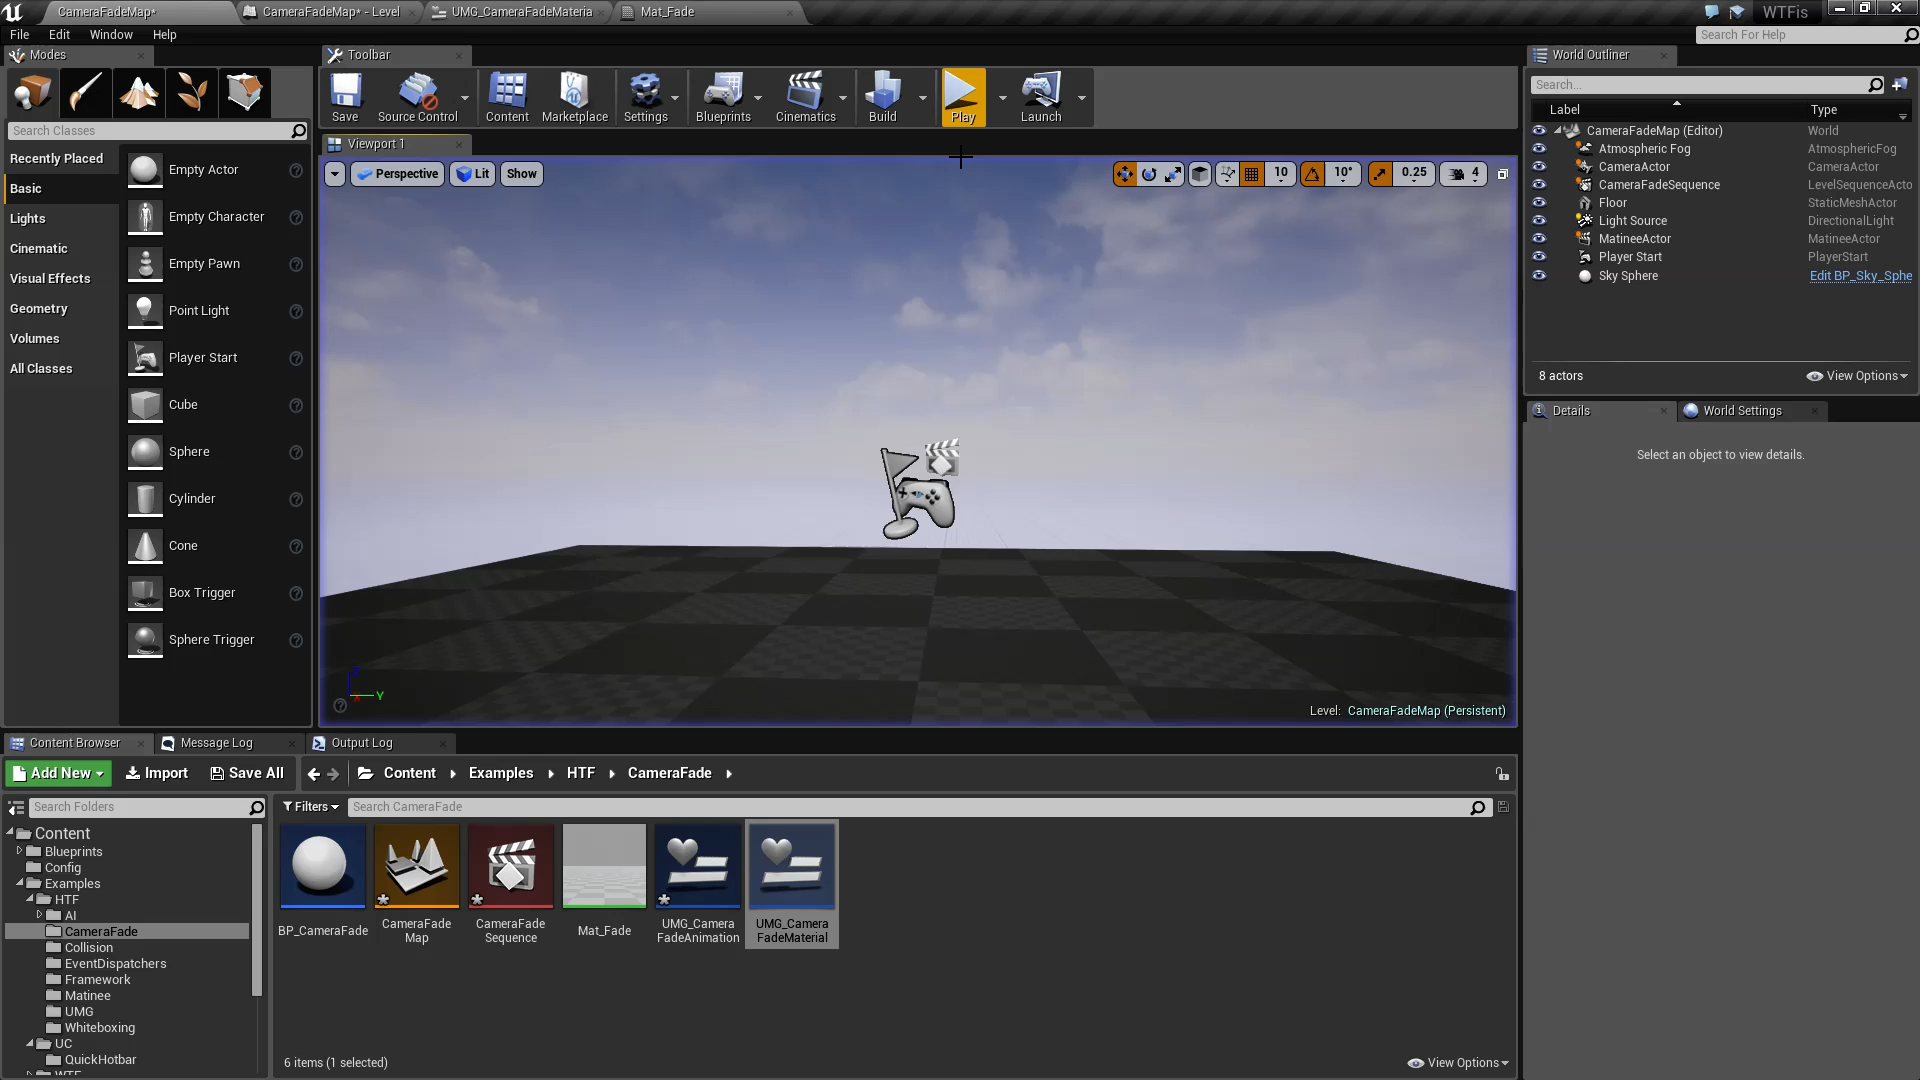 CameraFadeMap*
CameraFadeMap* - Level
UMG_CameraFadeMateria
Mat_Fade
WTFis
File Edit Window Help
Search For Help
Modes
Toolbar
World Outliner
Save
Source Control
Content
Marketplace
Settings
Blueprints
Cinematics
Build
Play
Launch
Search...
Label Type
Search Classes
Viewport 1
Recently Placed
Basic
Lights
Cinematic
Visual Effects
Geometry
Volumes
All Classes
Empty Actor
Empty Character
Empty Pawn
Point Light
Player Start
Cube
Sphere
Cylinder
Cone
Box Trigger
Sphere Trigger
Perspective Lit Show
10 10° 0.25 4
CameraFadeMap (Editor) World
Atmospheric Fog AtmosphericFog
CameraActor CameraActor
CameraFadeSequence LevelSequenceActo
Floor StaticMeshActor
Light Source DirectionalLight
MatineeActor MatineeActor
Player Start PlayerStart
Sky Sphere Edit BP_Sky_Sphe
8 actors
View Options
Details
World Settings
Select an object to view details.
Y
Level: CameraFadeMap (Persistent)
Content Browser
Message Log
Output Log
Add New Import Save All
Content Examples HTF CameraFade
Search Folders
Filters
Search CameraFade
Content
Blueprints
Config
Examples
HTF
AI
CameraFade
Collision
EventDispatchers
Framework
Matinee
UMG
Whiteboxing
UC
QuickHotbar
BP_CameraFade
CameraFade
Map
CameraFade
Sequence
Mat_Fade
UMG_Camera
FadeAnimation
UMG_Camera
FadeMaterial
6 items (1 selected)
View Options